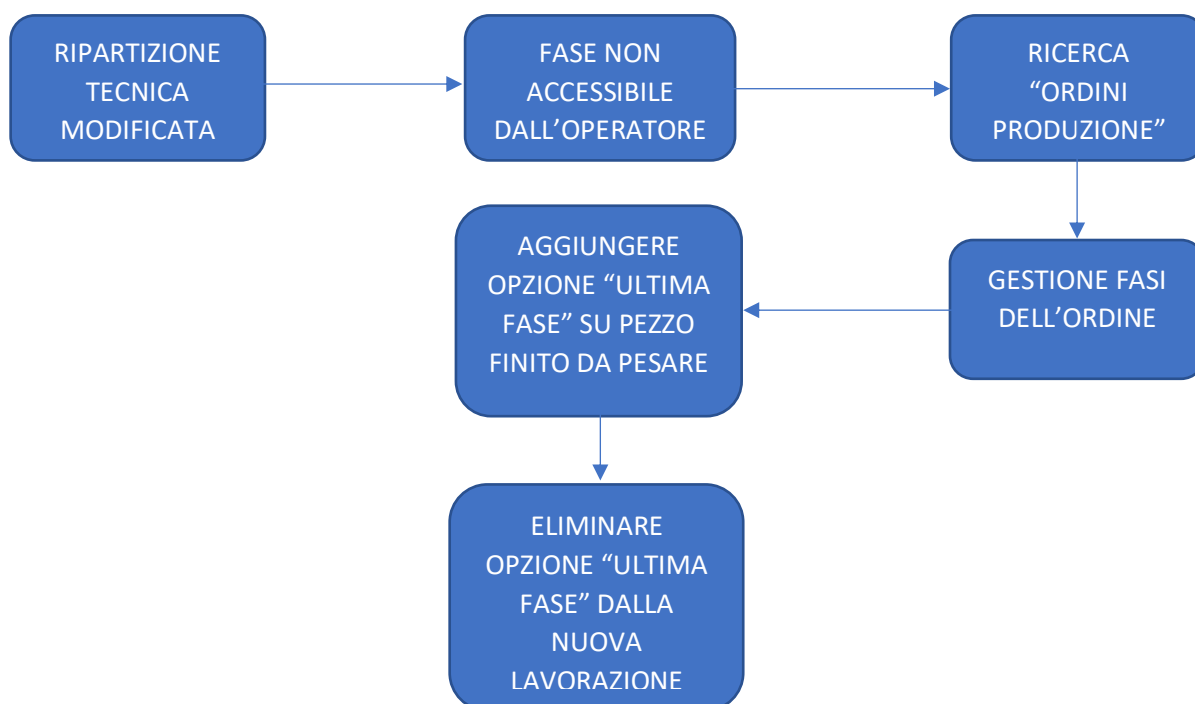 RIPARTIZIONE
TECNICA
MODIFICATA
FASE NON
ACCESSIBILE
DALL’OPERATORE
RICERCA
“ORDINI
PRODUZIONE”
GESTIONE FASI
DELL’ORDINE
AGGIUNGERE
OPZIONE “ULTIMA
FASE” SU PEZZO
FINITO DA PESARE
ELIMINARE
OPZIONE “ULTIMA
FASE” DALLA
NUOVA
LAVORAZIONE